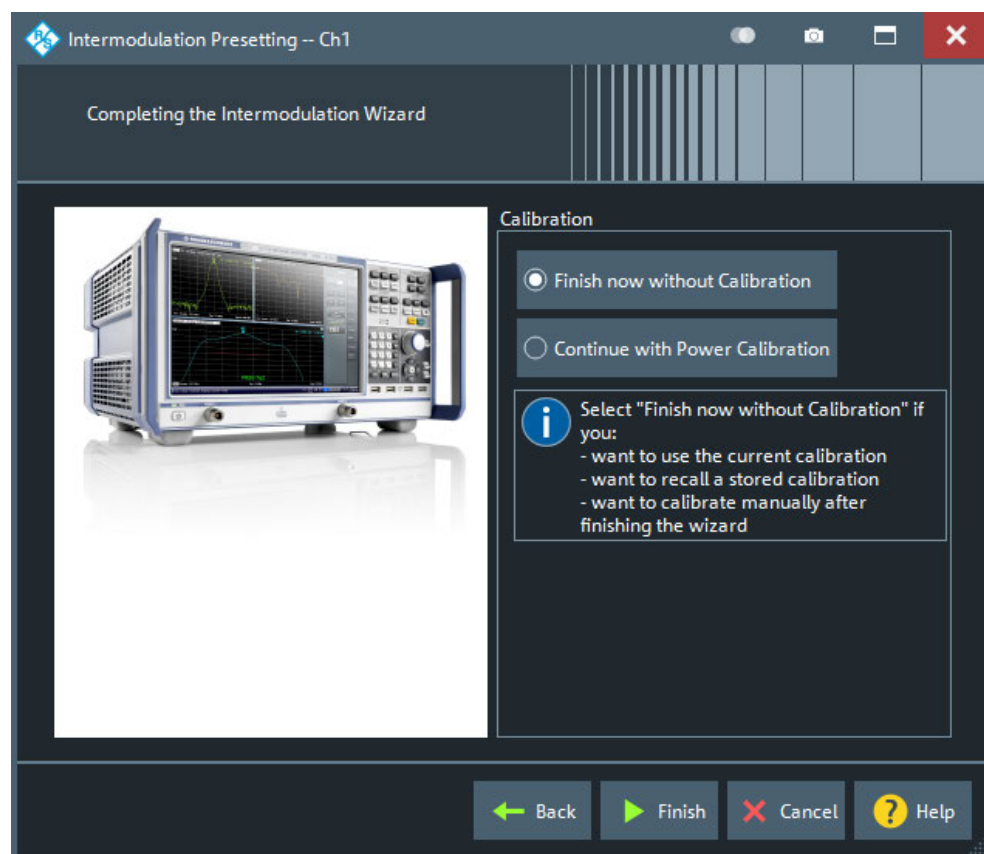 Intermodulation Presetting -- Ch1
Completing the Intermodulation Wizard
Calibration
Finish now without Calibration
Continue with Power Calibration
Select "Finish now without Calibration" if
you:
- want to use the current calibration
- want to recall a stored calibration
- want to calibrate manually after
finishing the wizard
Back
Finish
Cancel
Help